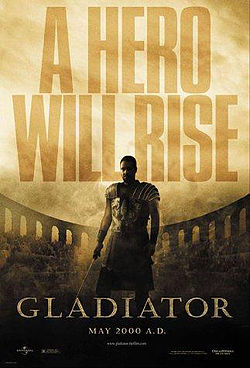 A HERO
WILL RISE
GLADIATOR
MAY 2000 A.D.